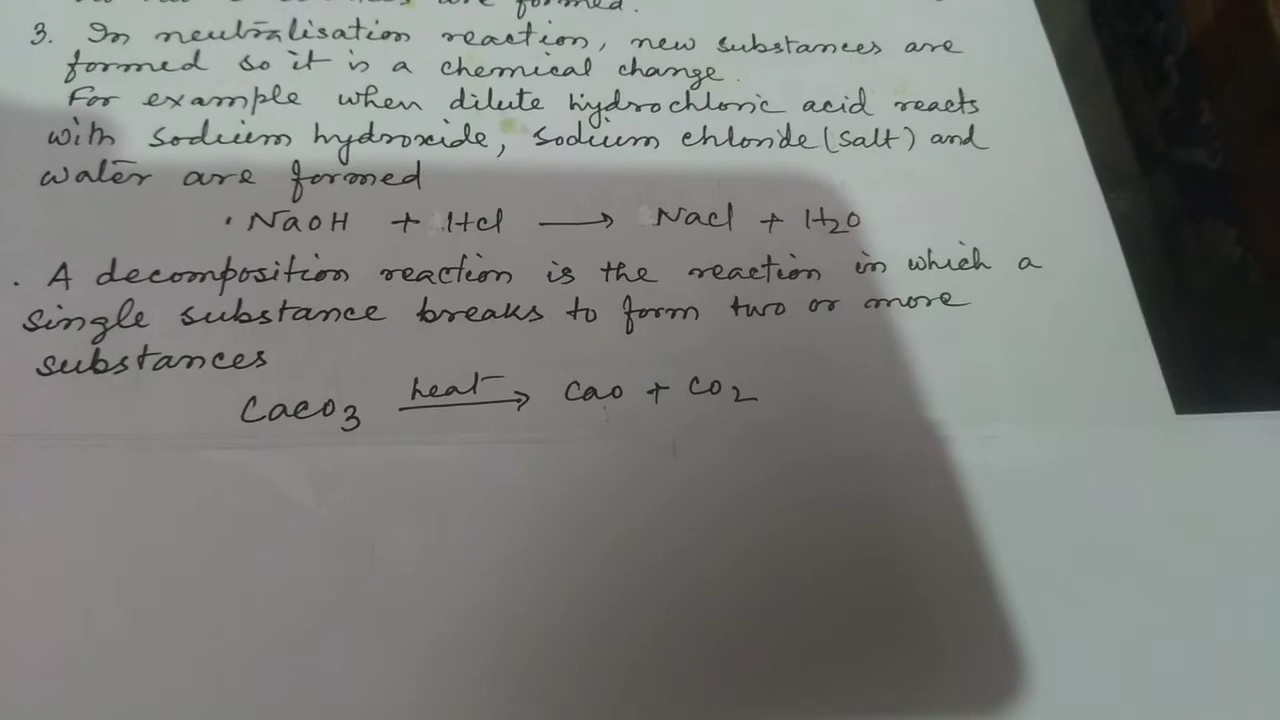 are formed.
3. In neutralisation reaction, new substances are
formed so it is a chemical change.
For example when dilute hydrochloric acid reacts
with sodium hydroxide, sodium chloride (salt) and
water are formed
· NaOH + HCl ⟶ NaCl + H₂O
. A decomposition reaction is the reaction in which a
single substance breaks to form two or more
substances
CaCO₃ heat⟶ CaO + CO₂